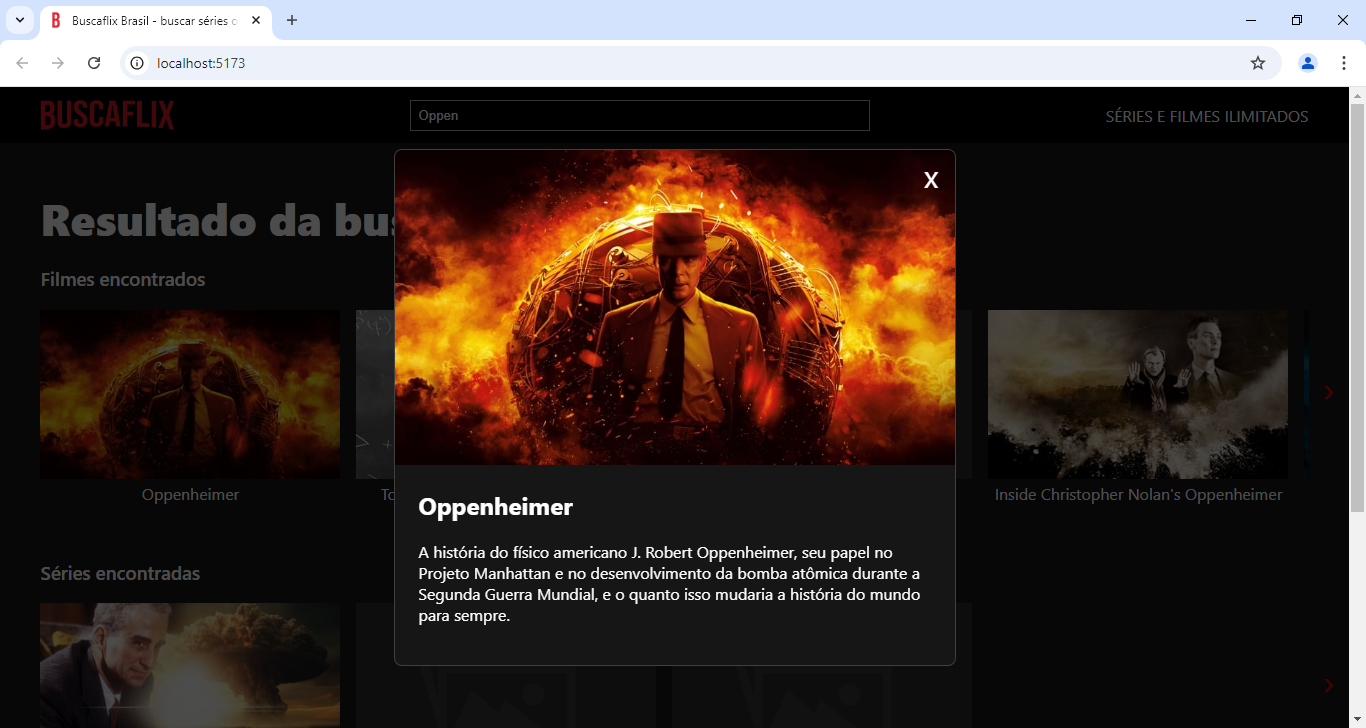 Buscaflix Brasil - buscar séries o
localhost:5173
BUSCAFLIX
Oppen
SÉRIES E FILMES ILIMITADOS
X
Resultado da bus
Filmes encontrados
Oppenheimer
To
Inside Christopher Nolan's Oppenheimer
Oppenheimer
A história do físico americano J. Robert Oppenheimer, seu papel no
Projeto Manhattan e no desenvolvimento da bomba atômica durante a
Segunda Guerra Mundial, e o quanto isso mudaria a história do mundo
para sempre.
Séries encontradas